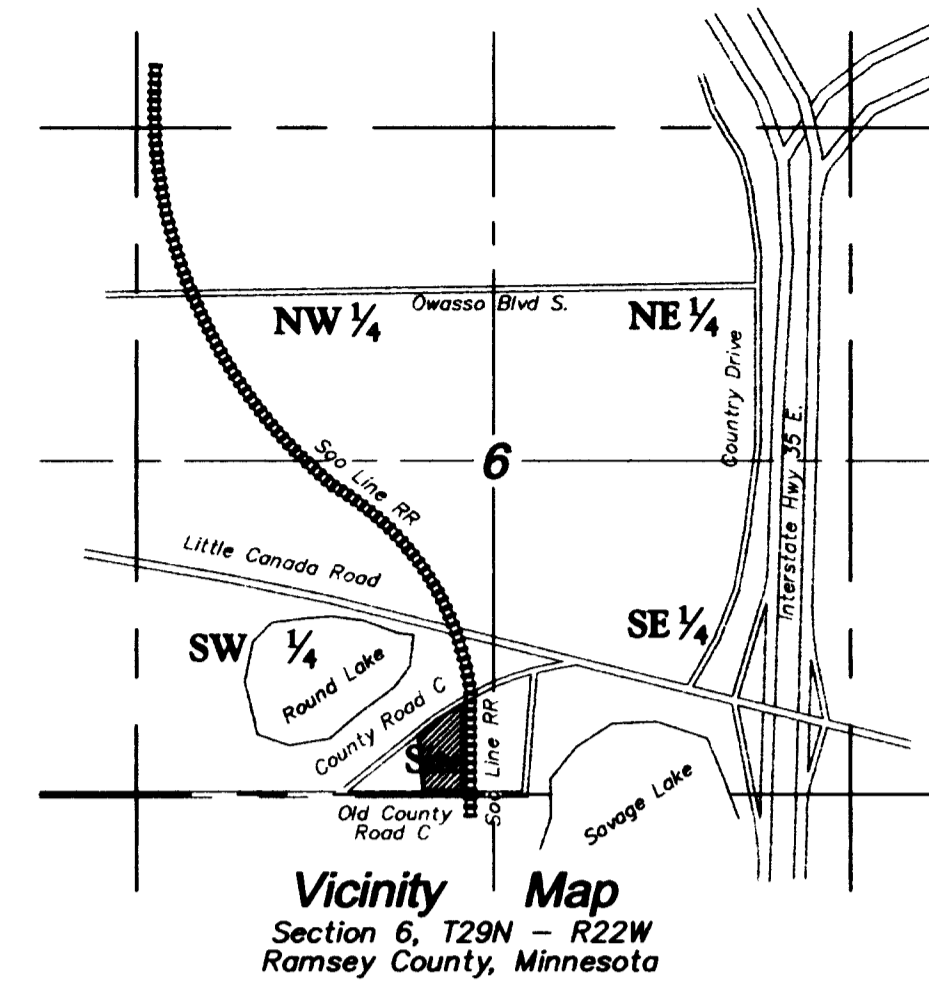 Owasso Blvd S.
NW 1/4
NE 1/4
Country Drive
Interstate Hwy 35 E.
6
Soo Line RR
Little Canada Road
SW 1/4
SE 1/4
Round Lake
County Road C
Soo Line RR
Savage Lake
Old County
Road C
Vicinity Map
Section 6, T29N – R22W
Ramsey County, Minnesota